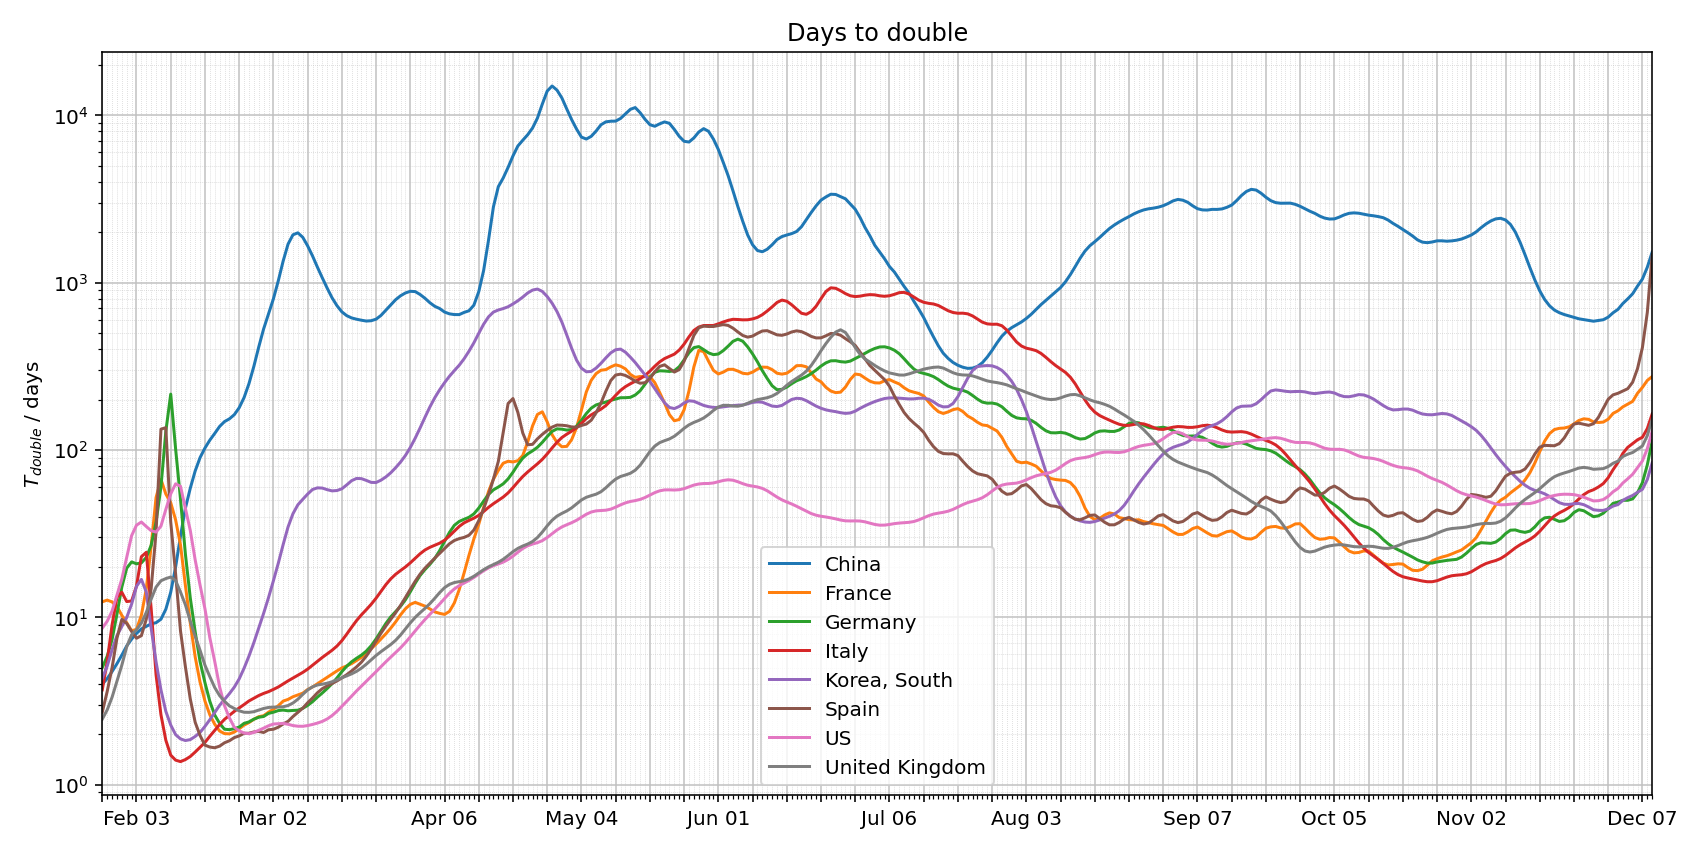 Days to double
T_double / days
10^4
10^3
10^2
10^1
10^0
China
France
Germany
Italy
Korea, South
Spain
US
United Kingdom
Feb 03 Mar 02 Apr 06 May 04 Jun 01 Jul 06 Aug 03 Sep 07 Oct 05 Nov 02 Dec 07